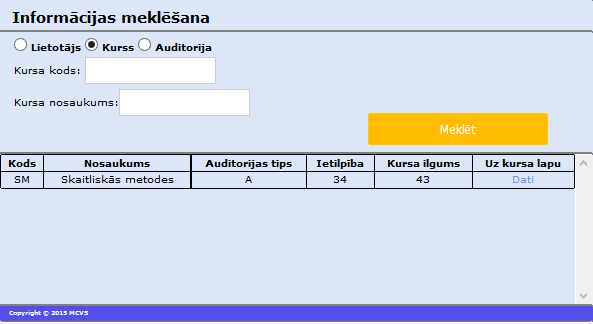 Informācijas meklēšana
Lietotājs Kurss Auditorija
Kursa kods:
Kursa nosaukums:
Meklēt
Kods Nosaukums Auditorijas tips Ietilpība Kursa ilgums Uz kursa lapu
SM Skaitliskās metodes A 34 43 Dati
Copyright © 2015 MCVS